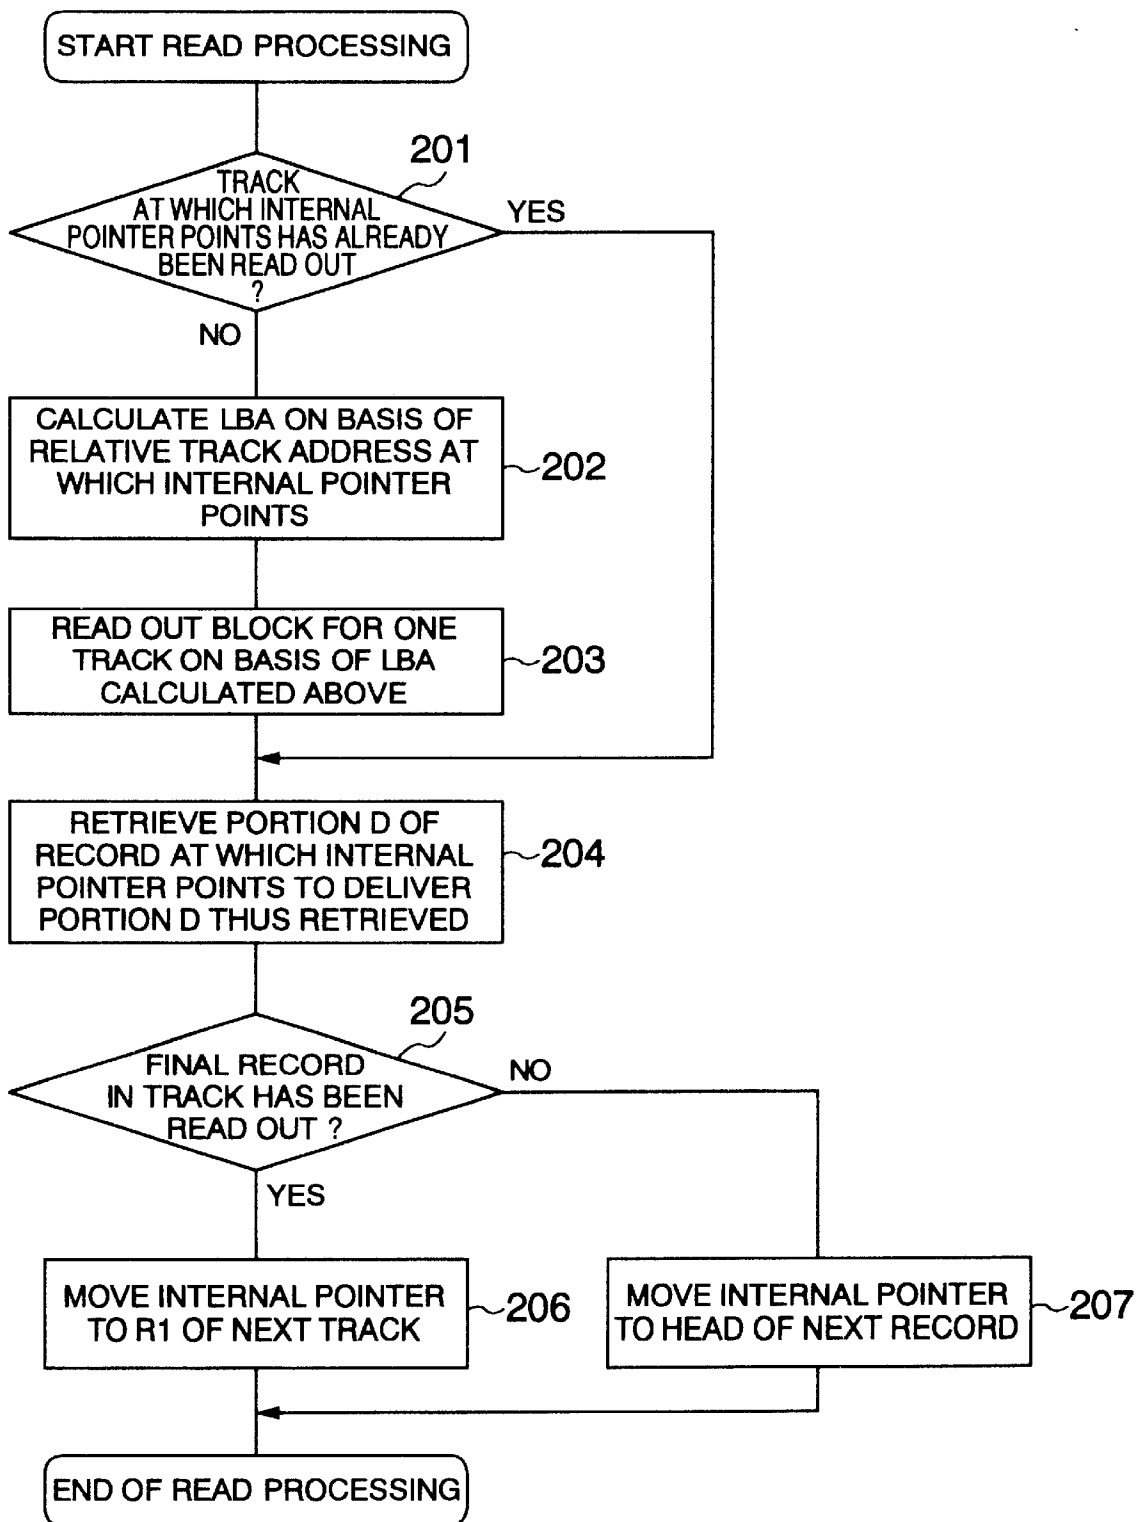 START READ PROCESSING
201
TRACK
AT WHICH INTERNAL
POINTER POINTS HAS ALREADY
BEEN READ OUT
?
YES
NO
CALCULATE LBA ON BASIS OF
RELATIVE TRACK ADDRESS AT
WHICH INTERNAL POINTER
POINTS
202
READ OUT BLOCK FOR ONE
TRACK ON BASIS OF LBA
CALCULATED ABOVE
203
RETRIEVE PORTION D OF
RECORD AT WHICH INTERNAL
POINTER POINTS TO DELIVER
PORTION D THUS RETRIEVED
204
205
FINAL RECORD
IN TRACK HAS BEEN
READ OUT ?
NO
YES
MOVE INTERNAL POINTER
TO R1 OF NEXT TRACK
206
MOVE INTERNAL POINTER
TO HEAD OF NEXT RECORD
207
END OF READ PROCESSING